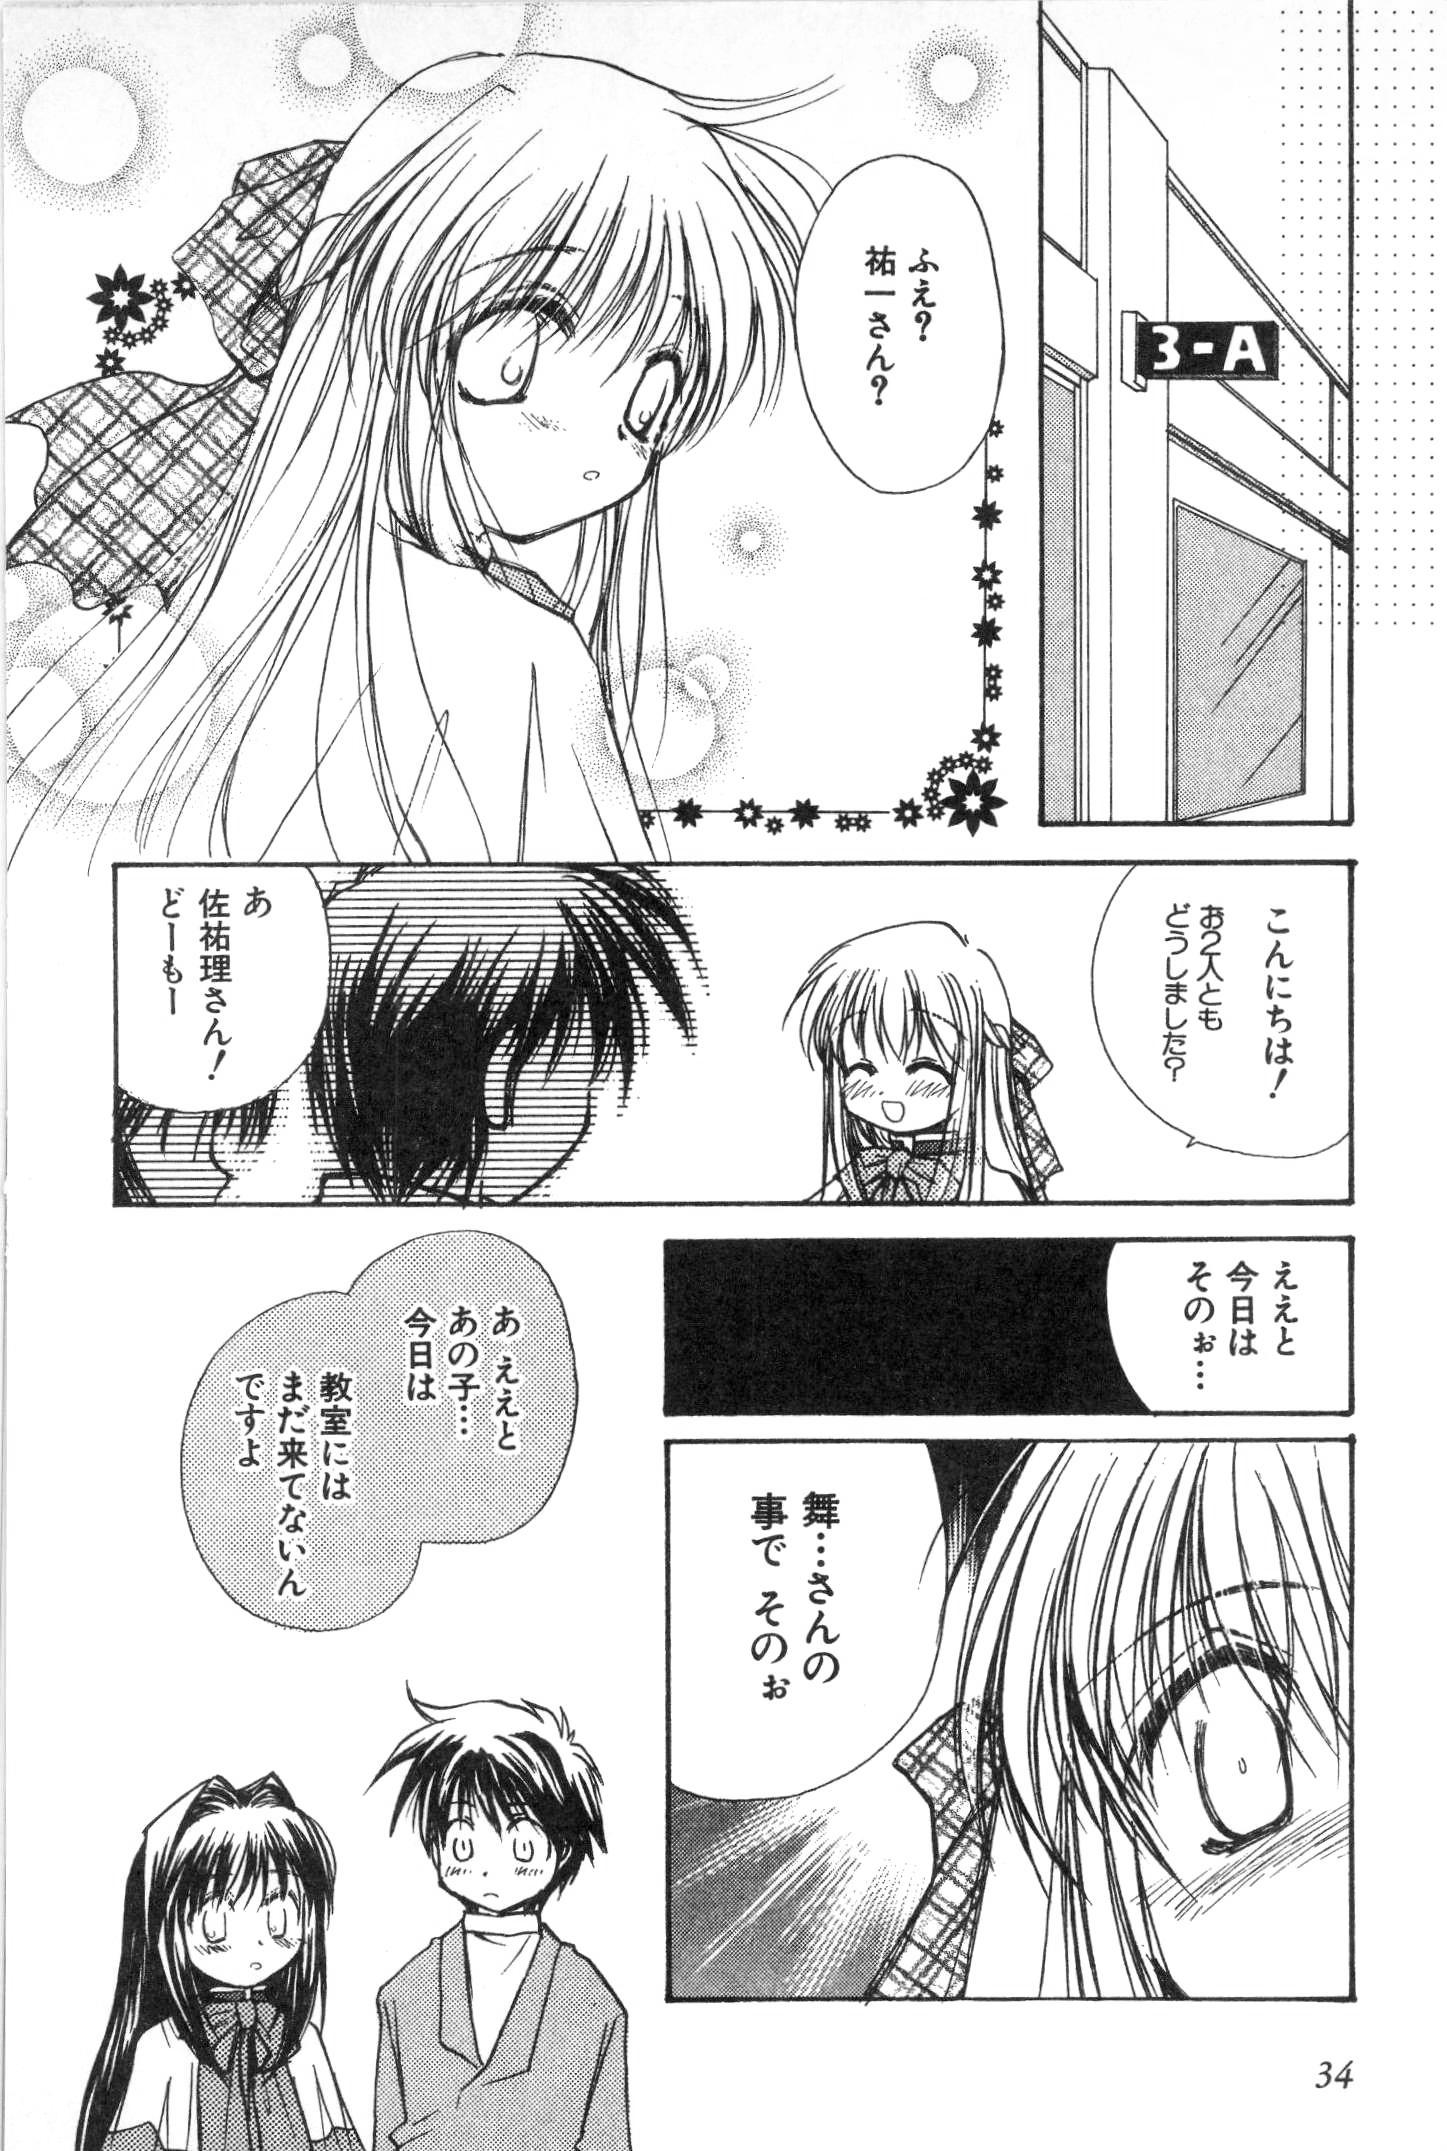 3-A
ふえ？
祐一さん？
こんにちは！
お2人とも
どうしました？
あ
佐祐理さん！
どーもー
ええと
今日は
そのぉ…
舞…さんの
事で そのぉ
あ ええと
あの子…
今日は
教室には
まだ来てないん
ですよ
34